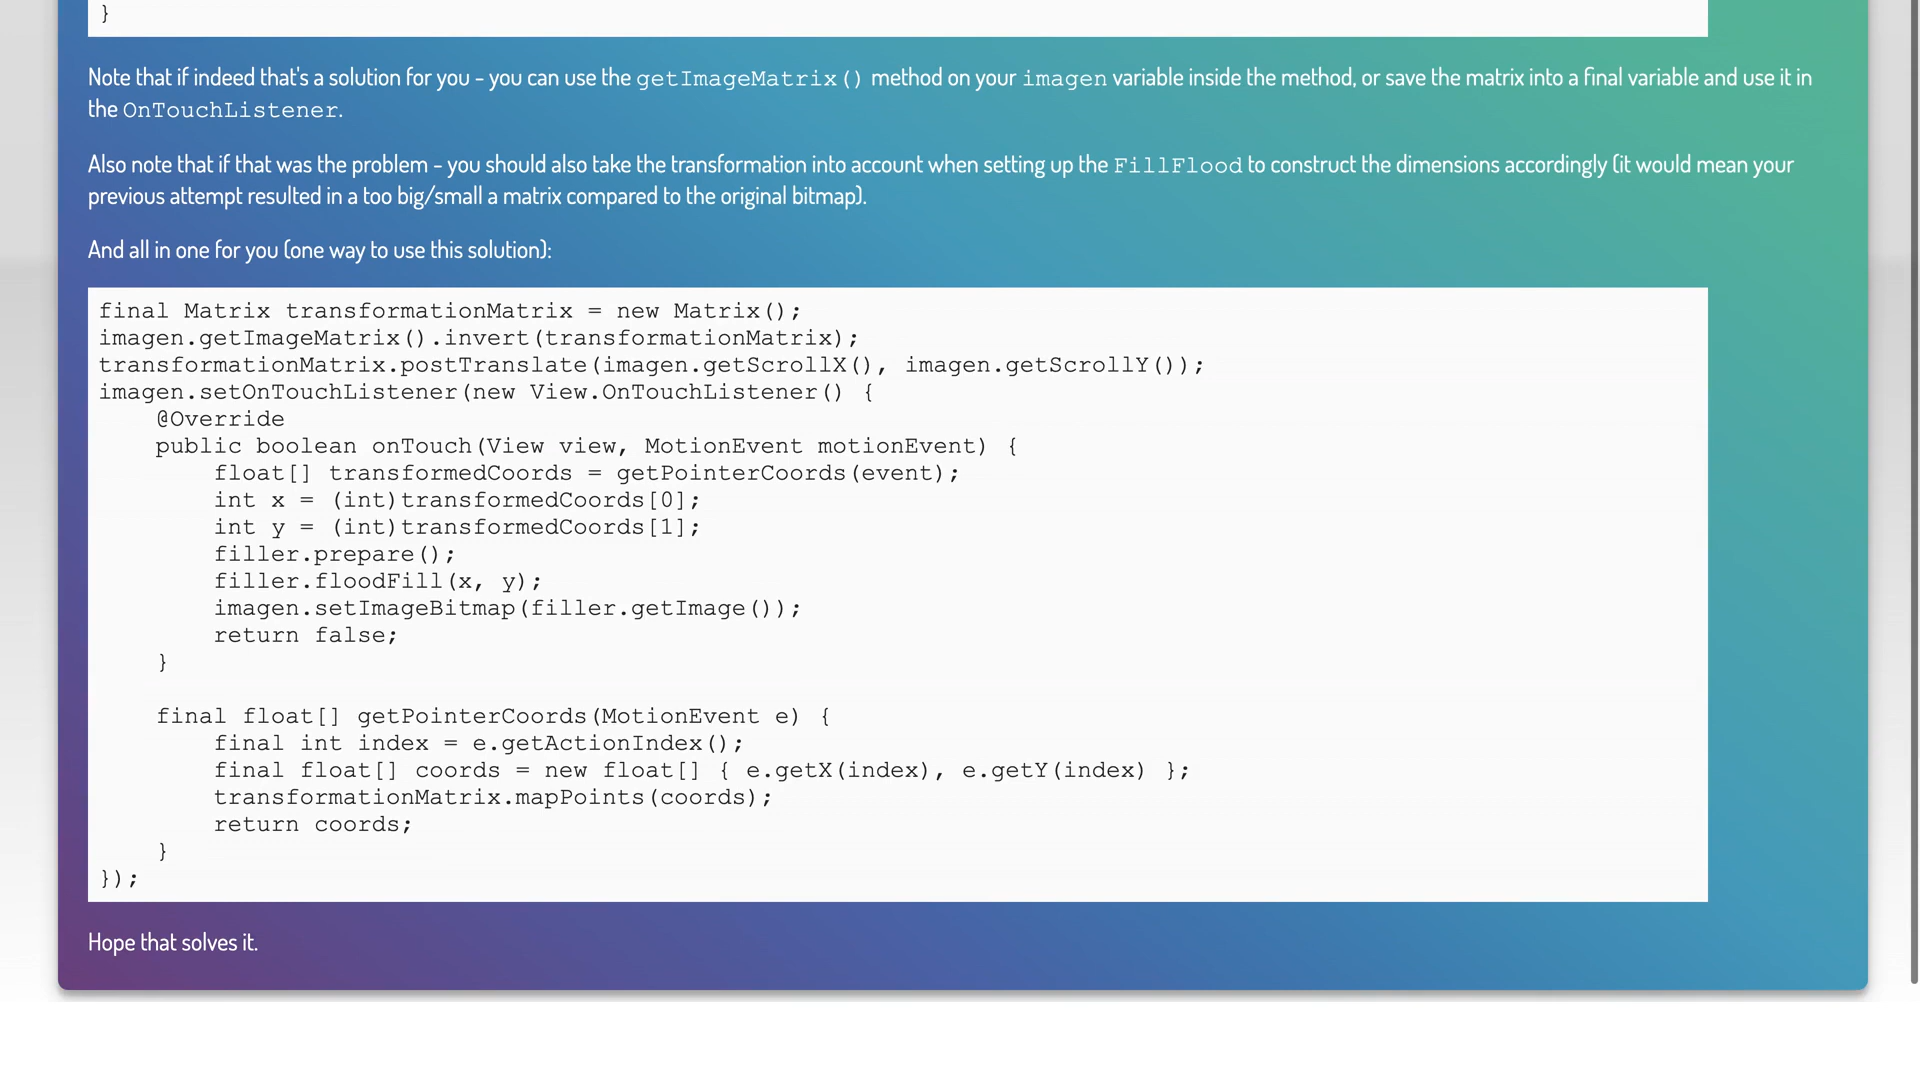 }
Note that if indeed that's a solution for you - you can use the getImageMatrix() method on your imagen variable inside the method, or save the matrix into a final variable and use it in
the OnTouchListener.
Also note that if that was the problem - you should also take the transformation into account when setting up the FillFlood to construct the dimensions accordingly (it would mean your
previous attempt resulted in a too big/small a matrix compared to the original bitmap).
And all in one for you (one way to use this solution):
final Matrix transformationMatrix = new Matrix();
imagen.getImageMatrix().invert(transformationMatrix);
transformationMatrix.postTranslate(imagen.getScrollX(), imagen.getScrollY());
imagen.setOnTouchListener(new View.OnTouchListener() {
    @Override
    public boolean onTouch(View view, MotionEvent motionEvent) {
        float[] transformedCoords = getPointerCoords(event);
        int x = (int)transformedCoords[0];
        int y = (int)transformedCoords[1];
        filler.prepare();
        filler.floodFill(x, y);
        imagen.setImageBitmap(filler.getImage());
        return false;
    }
    final float[] getPointerCoords(MotionEvent e) {
        final int index = e.getActionIndex();
        final float[] coords = new float[] { e.getX(index), e.getY(index) };
        transformationMatrix.mapPoints(coords);
        return coords;
    }
});
Hope that solves it.